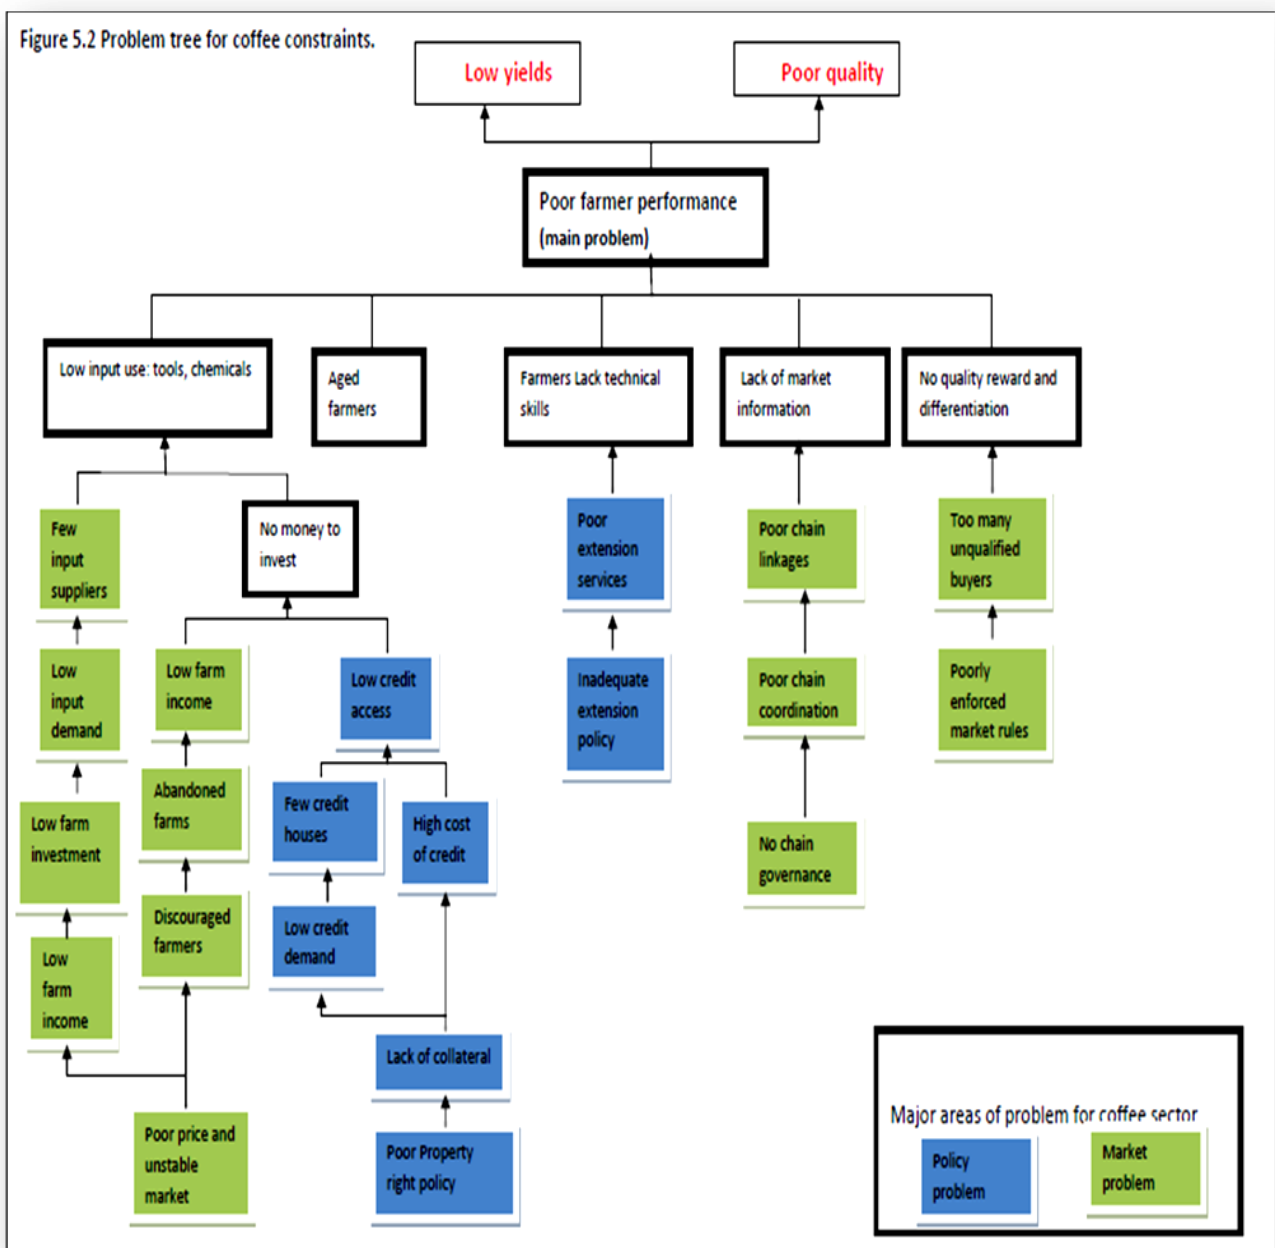 Figure 5.2 Problem tree for coffee constraints.
Low yields
Poor quality
Poor farmer performance
(main problem)
Low input use: tools, chemicals
Aged
farmers
Farmers Lack technical
skills
Lack of market
information
No quality reward and
differentiation
Few
input
suppliers
No money to
invest
Poor
extension
services
Poor chain
linkages
Too many
unqualified
buyers
Low
input
demand
Low farm
income
Low credit
access
Inadequate
extension
policy
Poor chain
coordination
Poorly
enforced
market rules
Low farm
investment
Abandoned
farms
Few credit
houses
High cost
of credit
No chain
governance
Low
farm
income
Discouraged
farmers
Low credit
demand
Lack of collateral
Poor price and
unstable
market
Poor Property
right policy
Major areas of problem for coffee sector
Policy
problem
Market
problem